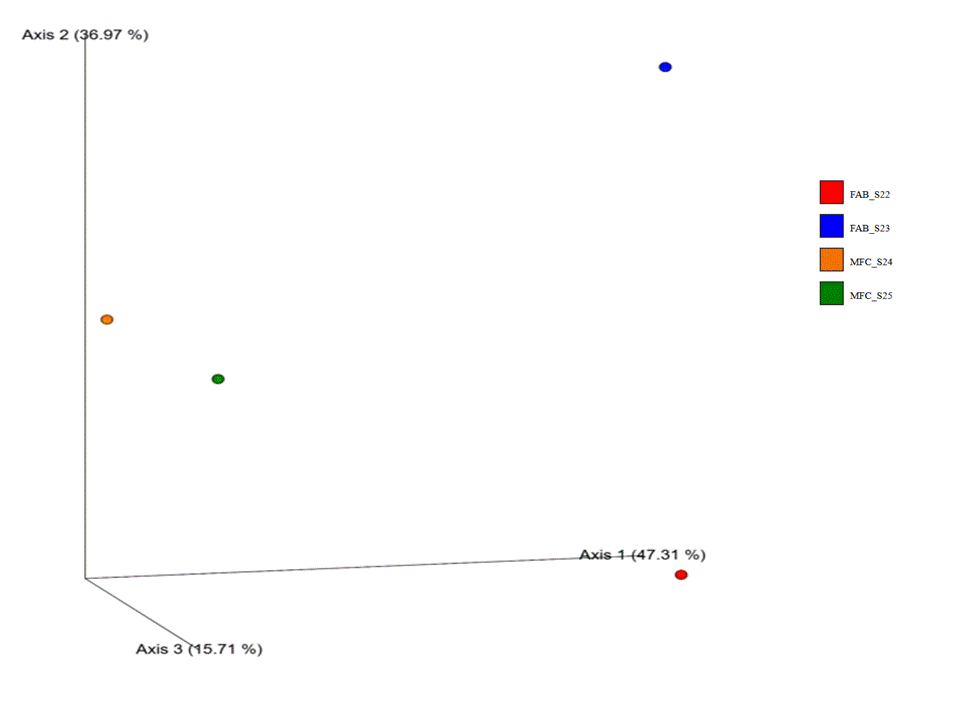 Axis 2 (36.97 %)
FAB_S22
FAB_S23
MFC_S24
MFC_S25
Axis 1 (47.31 %)
Axis 3 (15.71 %)